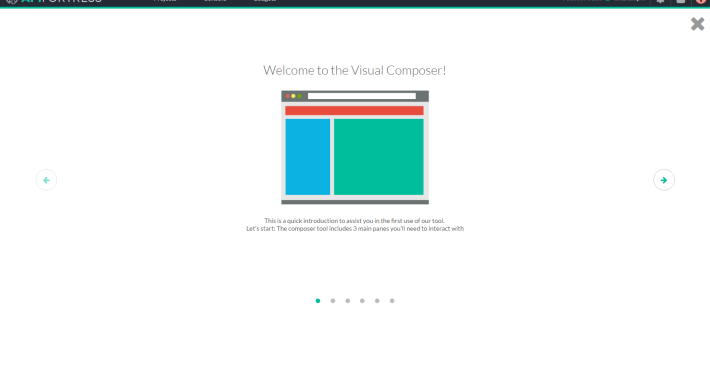 Welcome to the Visual Composer!
This is a quick introduction to assist you in the first use of our tool.
Let's start: The composer tool includes 3 main panes you'll need to interact with